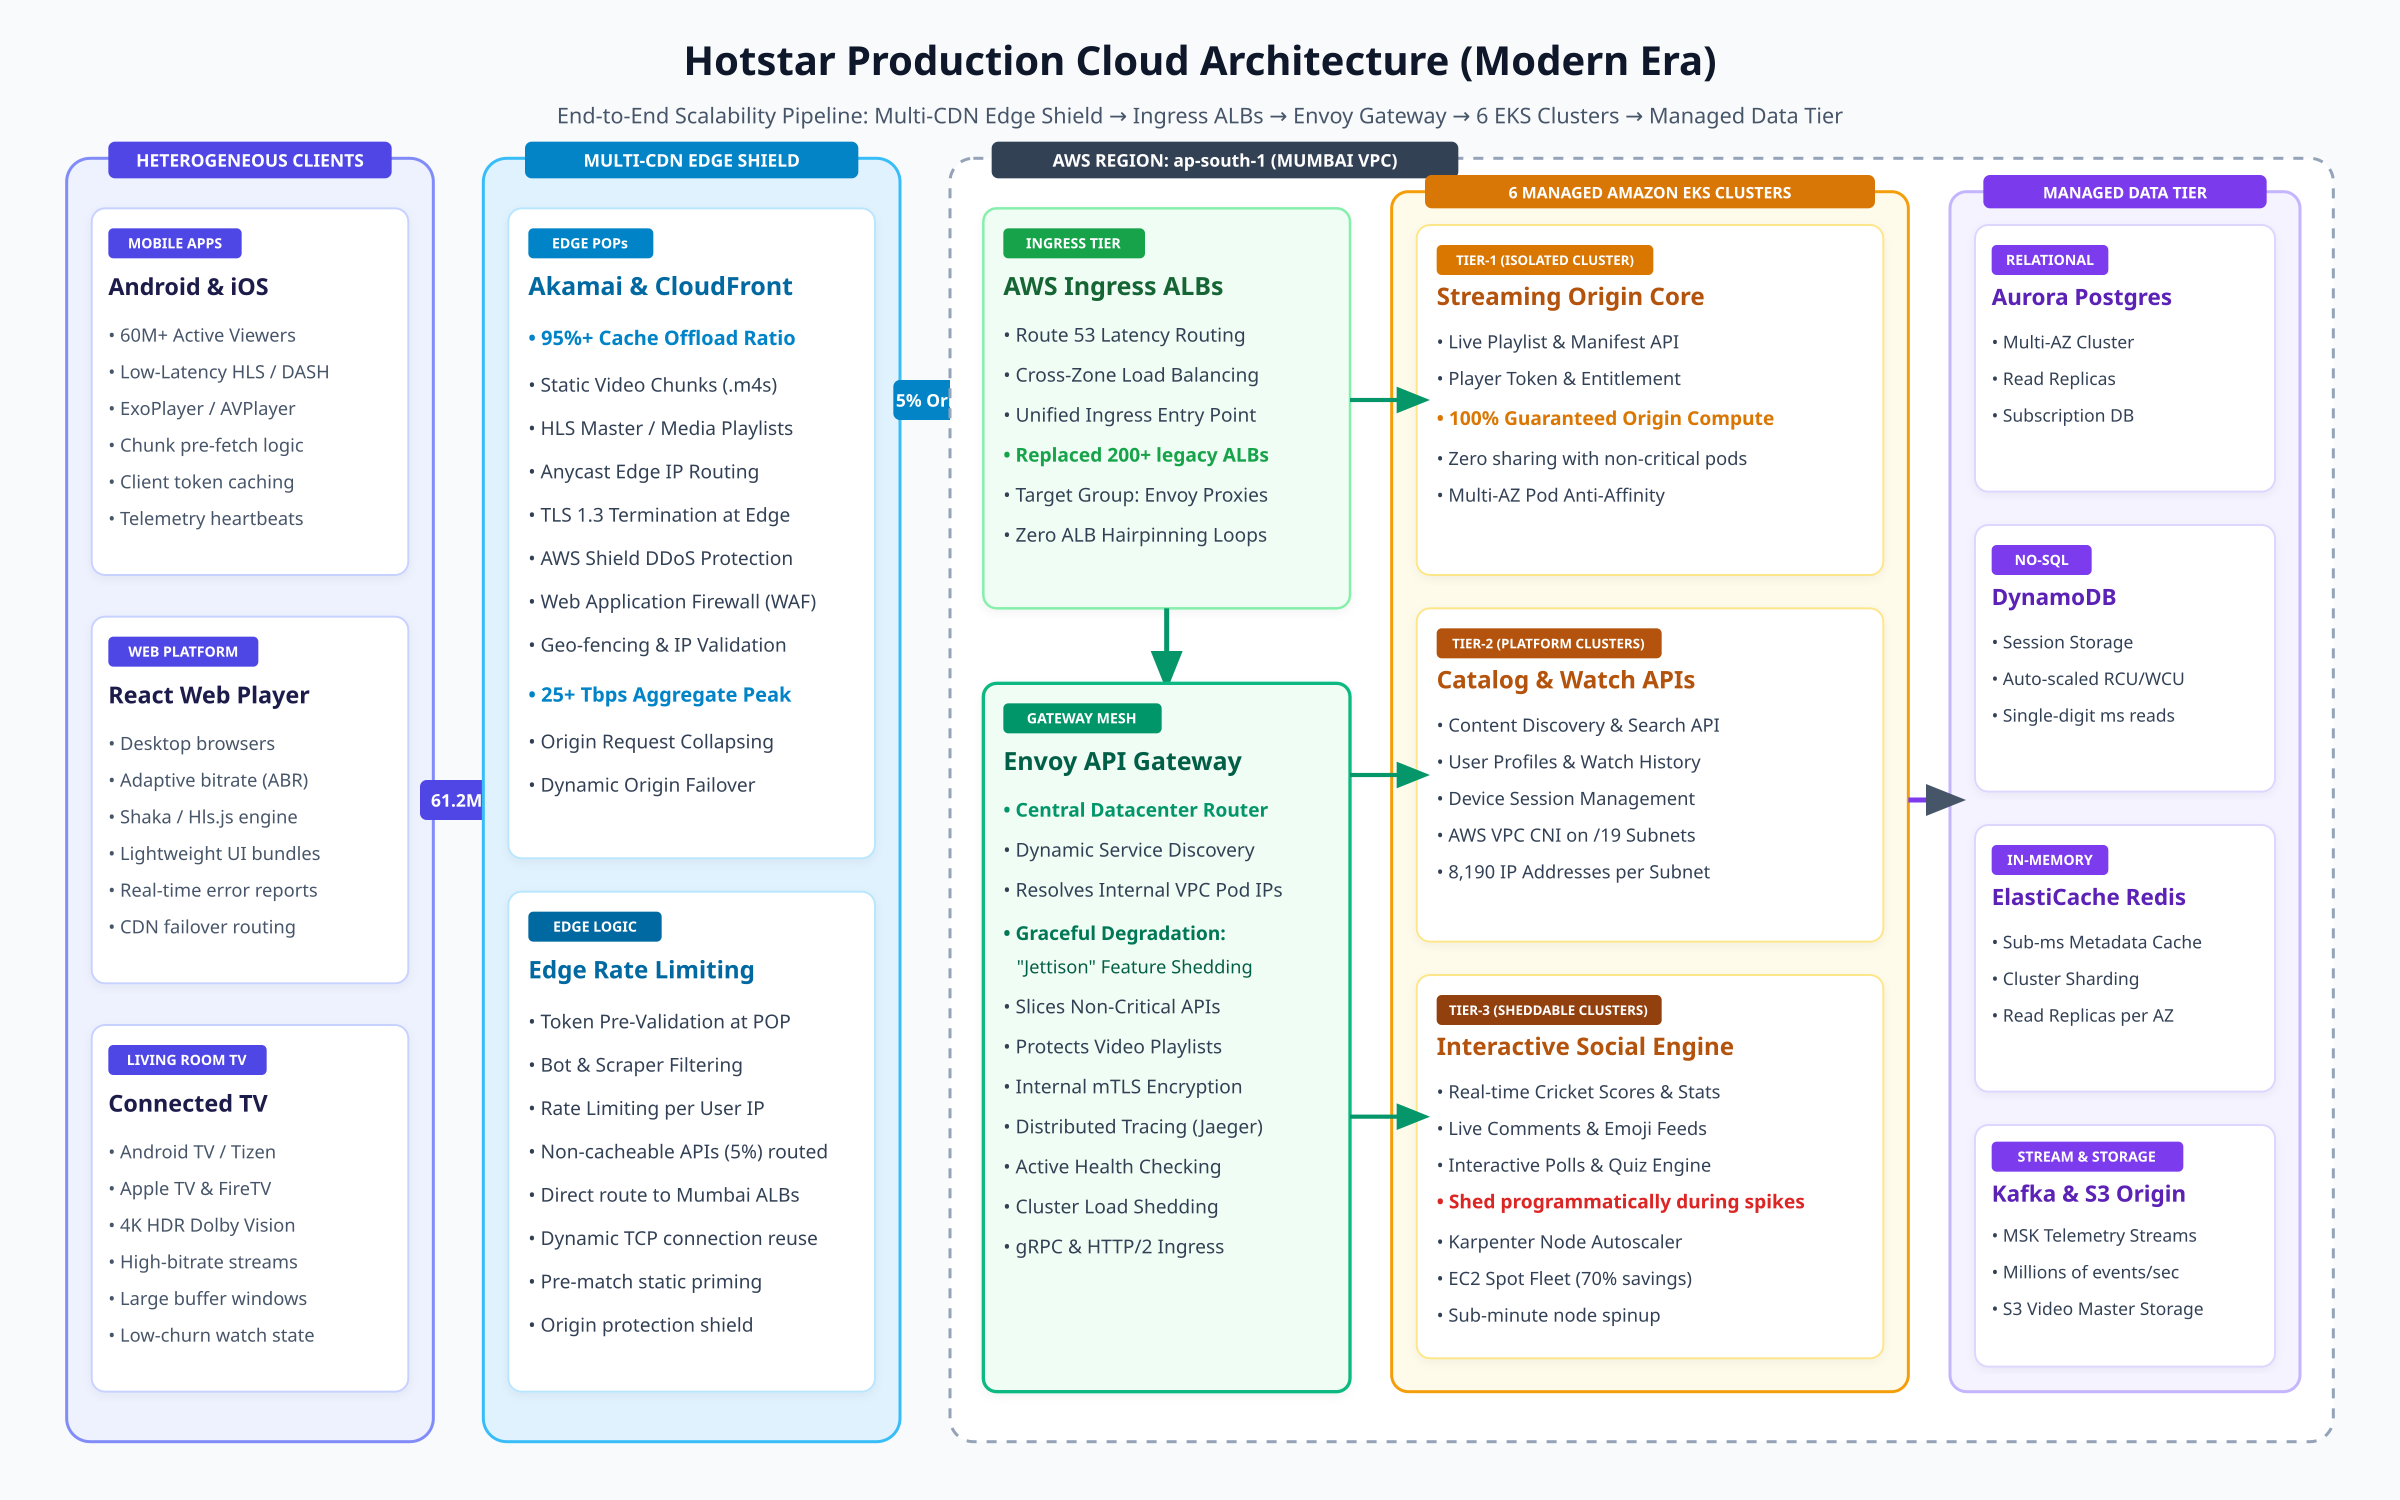 Hotstar Production Cloud Architecture (Modern Era)
End-to-End Scalability Pipeline: Multi-CDN Edge Shield → Ingress ALBs → Envoy Gateway → 6 EKS Clusters → Managed Data Tier
HETEROGENEOUS CLIENTS
MOBILE APPS
Android & iOS
• 60M+ Active Viewers
• Low-Latency HLS / DASH
• ExoPlayer / AVPlayer
• Chunk pre-fetch logic
• Client token caching
• Telemetry heartbeats
WEB PLATFORM
React Web Player
• Desktop browsers
• Adaptive bitrate (ABR)
• Shaka / Hls.js engine
• Lightweight UI bundles
• Real-time error reports
• CDN failover routing
LIVING ROOM TV
Connected TV
• Android TV / Tizen
• Apple TV & FireTV
• 4K HDR Dolby Vision
• High-bitrate streams
• Large buffer windows
• Low-churn watch state
61.2M
MULTI-CDN EDGE SHIELD
EDGE POPs
Akamai & CloudFront
• 95%+ Cache Offload Ratio
• Static Video Chunks (.m4s)
• HLS Master / Media Playlists
• Anycast Edge IP Routing
• TLS 1.3 Termination at Edge
• AWS Shield DDoS Protection
• Web Application Firewall (WAF)
• Geo-fencing & IP Validation
• 25+ Tbps Aggregate Peak
• Origin Request Collapsing
• Dynamic Origin Failover
EDGE LOGIC
Edge Rate Limiting
• Token Pre-Validation at POP
• Bot & Scraper Filtering
• Rate Limiting per User IP
• Non-cacheable APIs (5%) routed
• Direct route to Mumbai ALBs
• Dynamic TCP connection reuse
• Pre-match static priming
• Origin protection shield
5%
AWS REGION: ap-south-1 (MUMBAI VPC)
INGRESS TIER
AWS Ingress ALBs
• Route 53 Latency Routing
• Cross-Zone Load Balancing
• Unified Ingress Entry Point
• Replaced 200+ legacy ALBs
• Target Group: Envoy Proxies
• Zero ALB Hairpinning Loops
GATEWAY MESH
Envoy API Gateway
• Central Datacenter Router
• Dynamic Service Discovery
• Resolves Internal VPC Pod IPs
• Graceful Degradation:
"Jettison" Feature Shedding
• Slices Non-Critical APIs
• Protects Video Playlists
• Internal mTLS Encryption
• Distributed Tracing (Jaeger)
• Active Health Checking
• Cluster Load Shedding
• gRPC & HTTP/2 Ingress
6 MANAGED AMAZON EKS CLUSTERS
TIER-1 (ISOLATED CLUSTER)
Streaming Origin Core
• Live Playlist & Manifest API
• Player Token & Entitlement
• 100% Guaranteed Origin Compute
• Zero sharing with non-critical pods
• Multi-AZ Pod Anti-Affinity
TIER-2 (PLATFORM CLUSTERS)
Catalog & Watch APIs
• Content Discovery & Search API
• User Profiles & Watch History
• Device Session Management
• AWS VPC CNI on /19 Subnets
• 8,190 IP Addresses per Subnet
TIER-3 (SHEDDABLE CLUSTERS)
Interactive Social Engine
• Real-time Cricket Scores & Stats
• Live Comments & Emoji Feeds
• Interactive Polls & Quiz Engine
• Shed programmatically during spikes
• Karpenter Node Autoscaler
• EC2 Spot Fleet (70% savings)
• Sub-minute node spinup
MANAGED DATA TIER
RELATIONAL
Aurora Postgres
• Multi-AZ Cluster
• Read Replicas
• Subscription DB
NO-SQL
DynamoDB
• Session Storage
• Auto-scaled RCU/WCU
• Single-digit ms reads
IN-MEMORY
ElastiCache Redis
• Sub-ms Metadata Cache
• Cluster Sharding
• Read Replicas per AZ
STREAM & STORAGE
Kafka & S3 Origin
• MSK Telemetry Streams
• Millions of events/sec
• S3 Video Master Storage